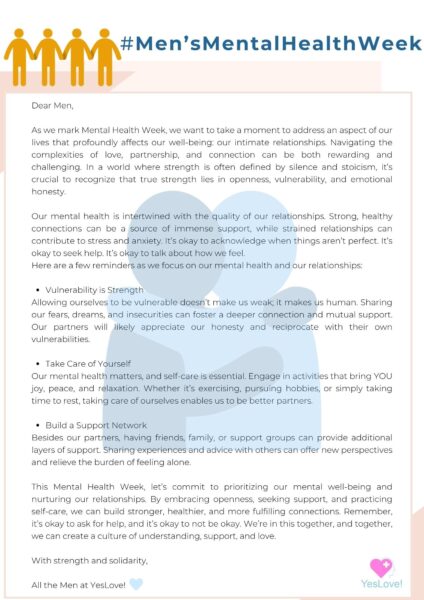 #Men'sMentalHealthWeek
Dear Men,
As we mark Mental Health Week, we want to take a moment to address an aspect of our
lives that profoundly affects our well-being: our intimate relationships. Navigating the
complexities of love, partnership, and connection can be both rewarding and
challenging. In a world where strength is often defined by silence and stoicism, it's
crucial to recognize that true strength lies in openness, vulnerability, and emotional
honesty.
Our mental health is intertwined with the quality of our relationships. Strong, healthy
connections can be a source of immense support, while strained relationships can
contribute to stress and anxiety. It's okay to acknowledge when things aren't perfect. It's
okay to seek help. It's okay to talk about how we feel.
Here are a few reminders as we focus on our mental health and our relationships:
• Vulnerability is Strength
Allowing ourselves to be vulnerable doesn't make us weak; it makes us human. Sharing
our fears, dreams, and insecurities can foster a deeper connection and mutual support.
Our partners will likely appreciate our honesty and reciprocate with their own
vulnerabilities.
• Take Care of Yourself
Our mental health matters, and self-care is essential. Engage in activities that bring YOU
joy, peace, and relaxation. Whether it's exercising, pursuing hobbies, or simply taking
time to rest, taking care of ourselves enables us to be better partners.
• Build a Support Network
Besides our partners, having friends, family, or support groups can provide additional
layers of support. Sharing experiences and advice with others can offer new perspectives
and relieve the burden of feeling alone.
This Mental Health Week, let's commit to prioritizing our mental well-being and
nurturing our relationships. By embracing openness, seeking support, and practicing
self-care, we can build stronger, healthier, and more fulfilling connections. Remember,
it's okay to ask for help, and it's okay to not be okay. We're in this together, and together,
we can create a culture of understanding, support, and love.
With strength and solidarity,
All the Men at YesLove!
YesLove!